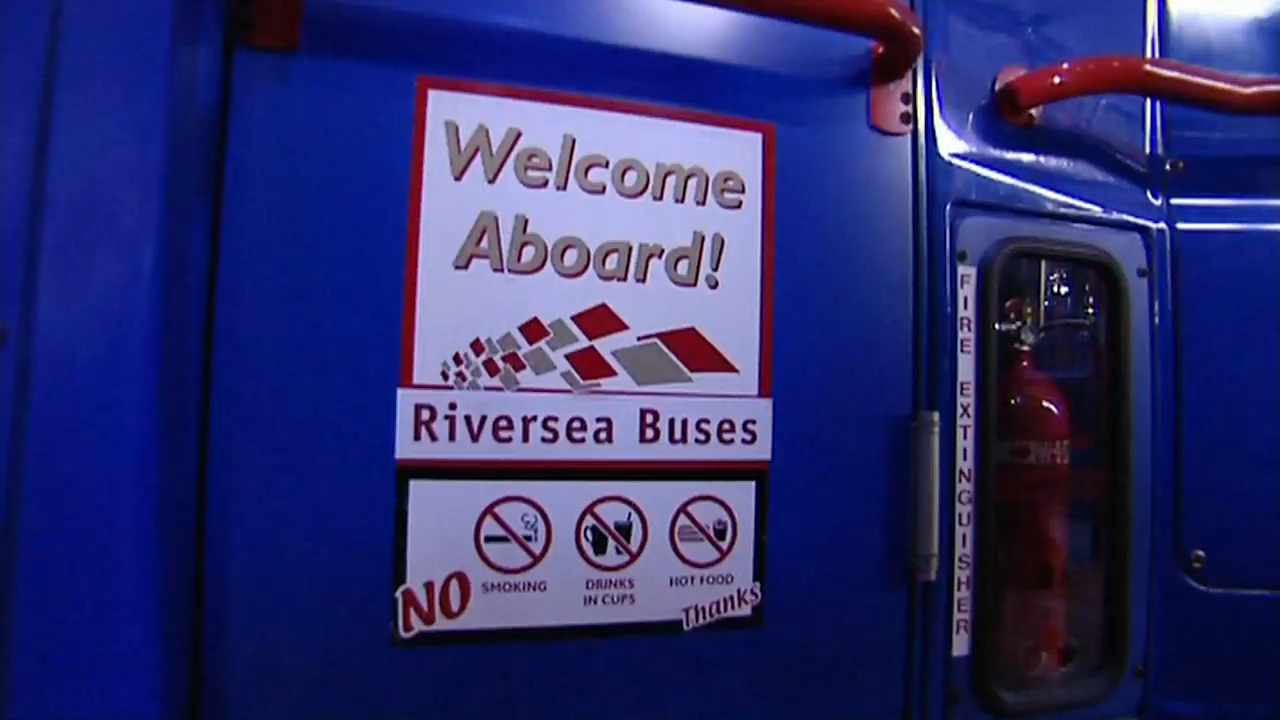 Welcome
Aboard!
Riversea Buses
NO
SMOKING
DRINKS
IN CUPS
HOT FOOD
Thanks
FIRE EXTINGUISHER